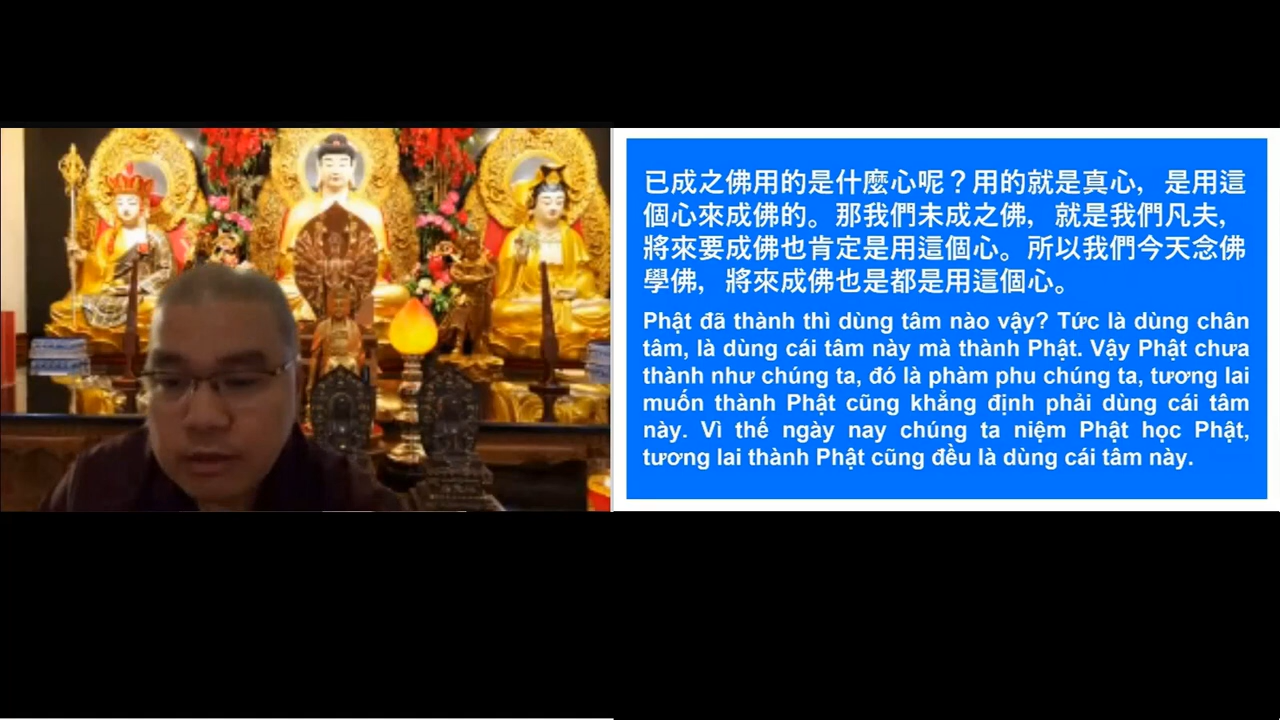 已成之佛用的是什麼心呢？用的就是真心，是用這
個心來成佛的。那我們未成之佛，就是我們凡夫，
將來要成佛也肯定是用這個心。所以我們今天念佛
學佛，將來成佛也是都是用這個心。
Phật đã thành thì dùng tâm nào vậy? Tức là dùng chân
tâm, là dùng cái tâm này mà thành Phật. Vậy Phật chưa
thành như chúng ta, đó là phàm phu chúng ta, tương lai
muốn thành Phật cũng khẳng định phải dùng cái tâm
này. Vì thế ngày nay chúng ta niệm Phật học Phật,
tương lai thành Phật cũng đều là dùng cái tâm này.